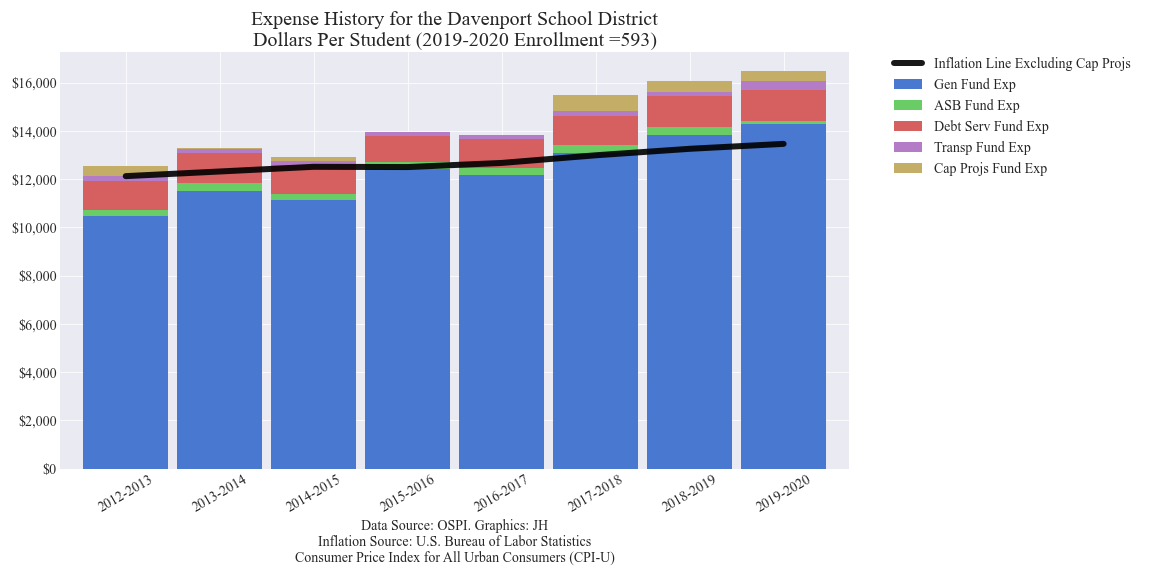 Expense History for the Davenport School District
Dollars Per Student (2019-2020 Enrollment =593)
$16,000
$14,000
$12,000
$10,000
$8,000
$6,000
$4,000
$2,000
$0
2012-2013
2013-2014
2014-2015
2015-2016
2016-2017
2017-2018
2018-2019
2019-2020
Inflation Line Excluding Cap Projs
Gen Fund Exp
ASB Fund Exp
Debt Serv Fund Exp
Transp Fund Exp
Cap Projs Fund Exp
Data Source: OSPI. Graphics: JH
Inflation Source: U.S. Bureau of Labor Statistics
Consumer Price Index for All Urban Consumers (CPI-U)